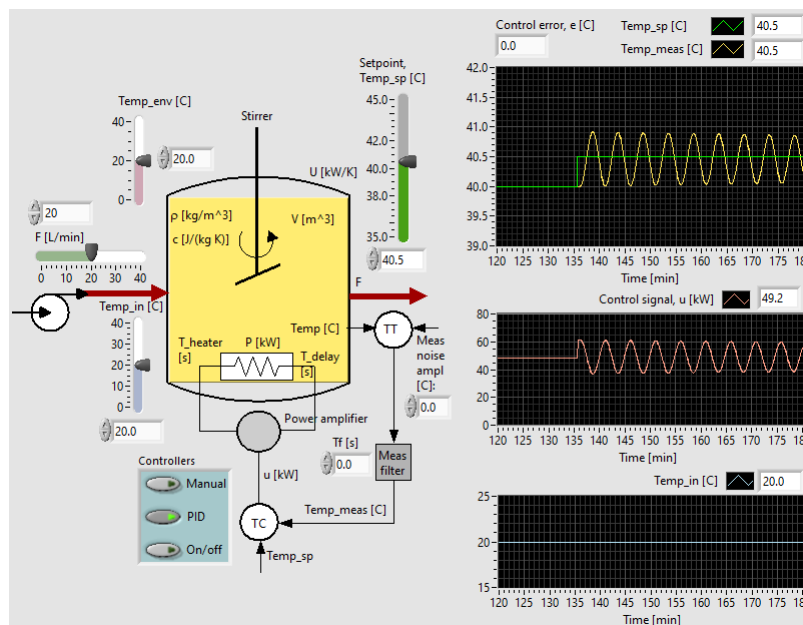 Control error, e [C]
0.0
Temp_sp [C]
40.5
Temp_meas [C]
40.5
Setpoint,
Temp_sp [C]
45.0
42.0
40.0
38.0
35.0
40.5
Temp_env [C]
40
20
0
20.0
Stirrer
U [kW/K]
ρ [kg/m^3]
V [m^3]
c [J/(kg K)]
20
F [L/min]
0 10 20 30 40
F
Temp_in [C]
40
30
20
10
0
20.0
Temp [C]
TT
T_heater
[s]
P [kW]
T_delay
[s]
Meas
noise
ampl
[C]:
0.0
Power amplifier
Tf [s]
0.0
Meas
filter
Controllers
Manual
PID
On/off
u [kW]
Temp_meas [C]
TC
Temp_sp
42.0
41.5
41.0
40.5
40.0
39.5
39.0
120 125 130 135 140 145 150 155 160 165 170 175 18
Time [min]
Control signal, u [kW]
49.2
80
60
40
20
0
120 125 130 135 140 145 150 155 160 165 170 175 18
Time [min]
Temp_in [C]
20.0
25
20
15
120 125 130 135 140 145 150 155 160 165 170 175 18
Time [min]